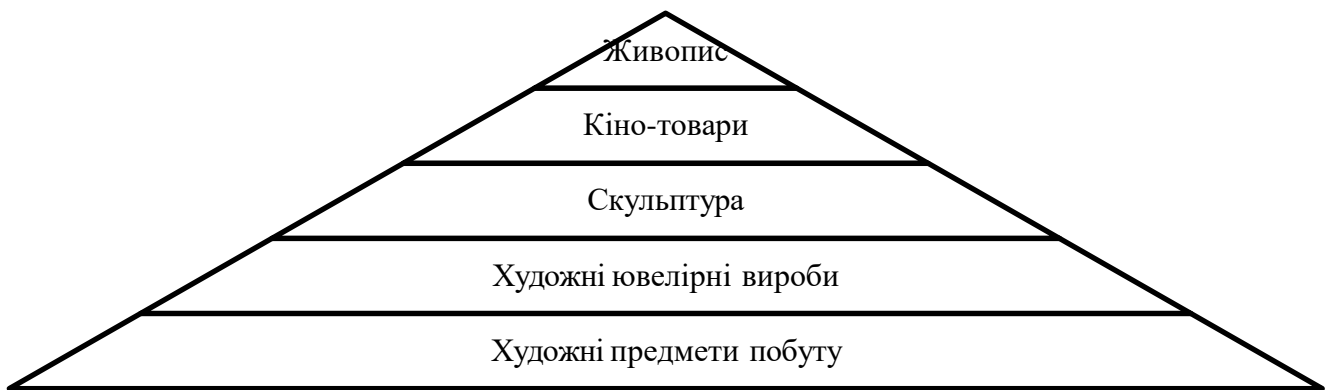 Живопис
Кіно-товари
Скульптура
Художні ювелірні вироби
Художні предмети побуту